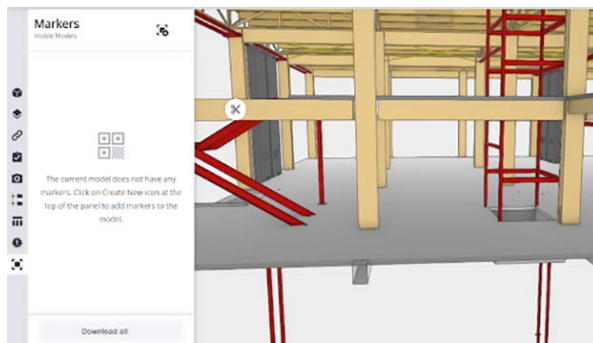 Markers
Visible Models
The current model does not have any
markers. Click on Create New icon at the
top of the panel to add markers to the
model.
Download all